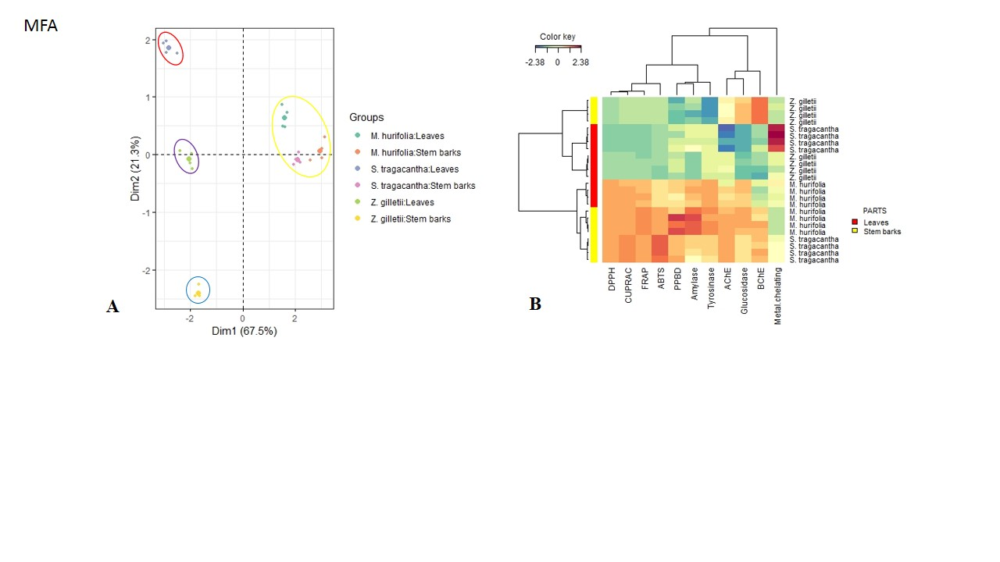 MFA
2
1
0
-1
-2
Dim2 (21.3%)
-2
0
2
Dim1 (67.5%)
A
Groups
M. hurifolia:Leaves
M. hurifolia:Stem barks
S. tragacantha:Leaves
S. tragacantha:Stem barks
Z. gilletii:Leaves
Z. gilletii:Stem barks
Color key
-2.38 0 2.38
Z. gilletii
Z. gilletii
Z. gilletii
Z. gilletii
S. tragacantha
S. tragacantha
S. tragacantha
S. tragacantha
Z. gilletii
Z. gilletii
Z. gilletii
Z. gilletii
M. hurifolia
M. hurifolia
M. hurifolia
M. hurifolia
M. hurifolia
M. hurifolia
M. hurifolia
M. hurifolia
S. tragacantha
S. tragacantha
S. tragacantha
S. tragacantha
DPPH
CUPRAC
FRAP
ABTS
PPBD
Amylase
Tyrosinase
AChE
Glucosidase
BChE
Metal.chelating
B
PARTS
Leaves
Stem barks